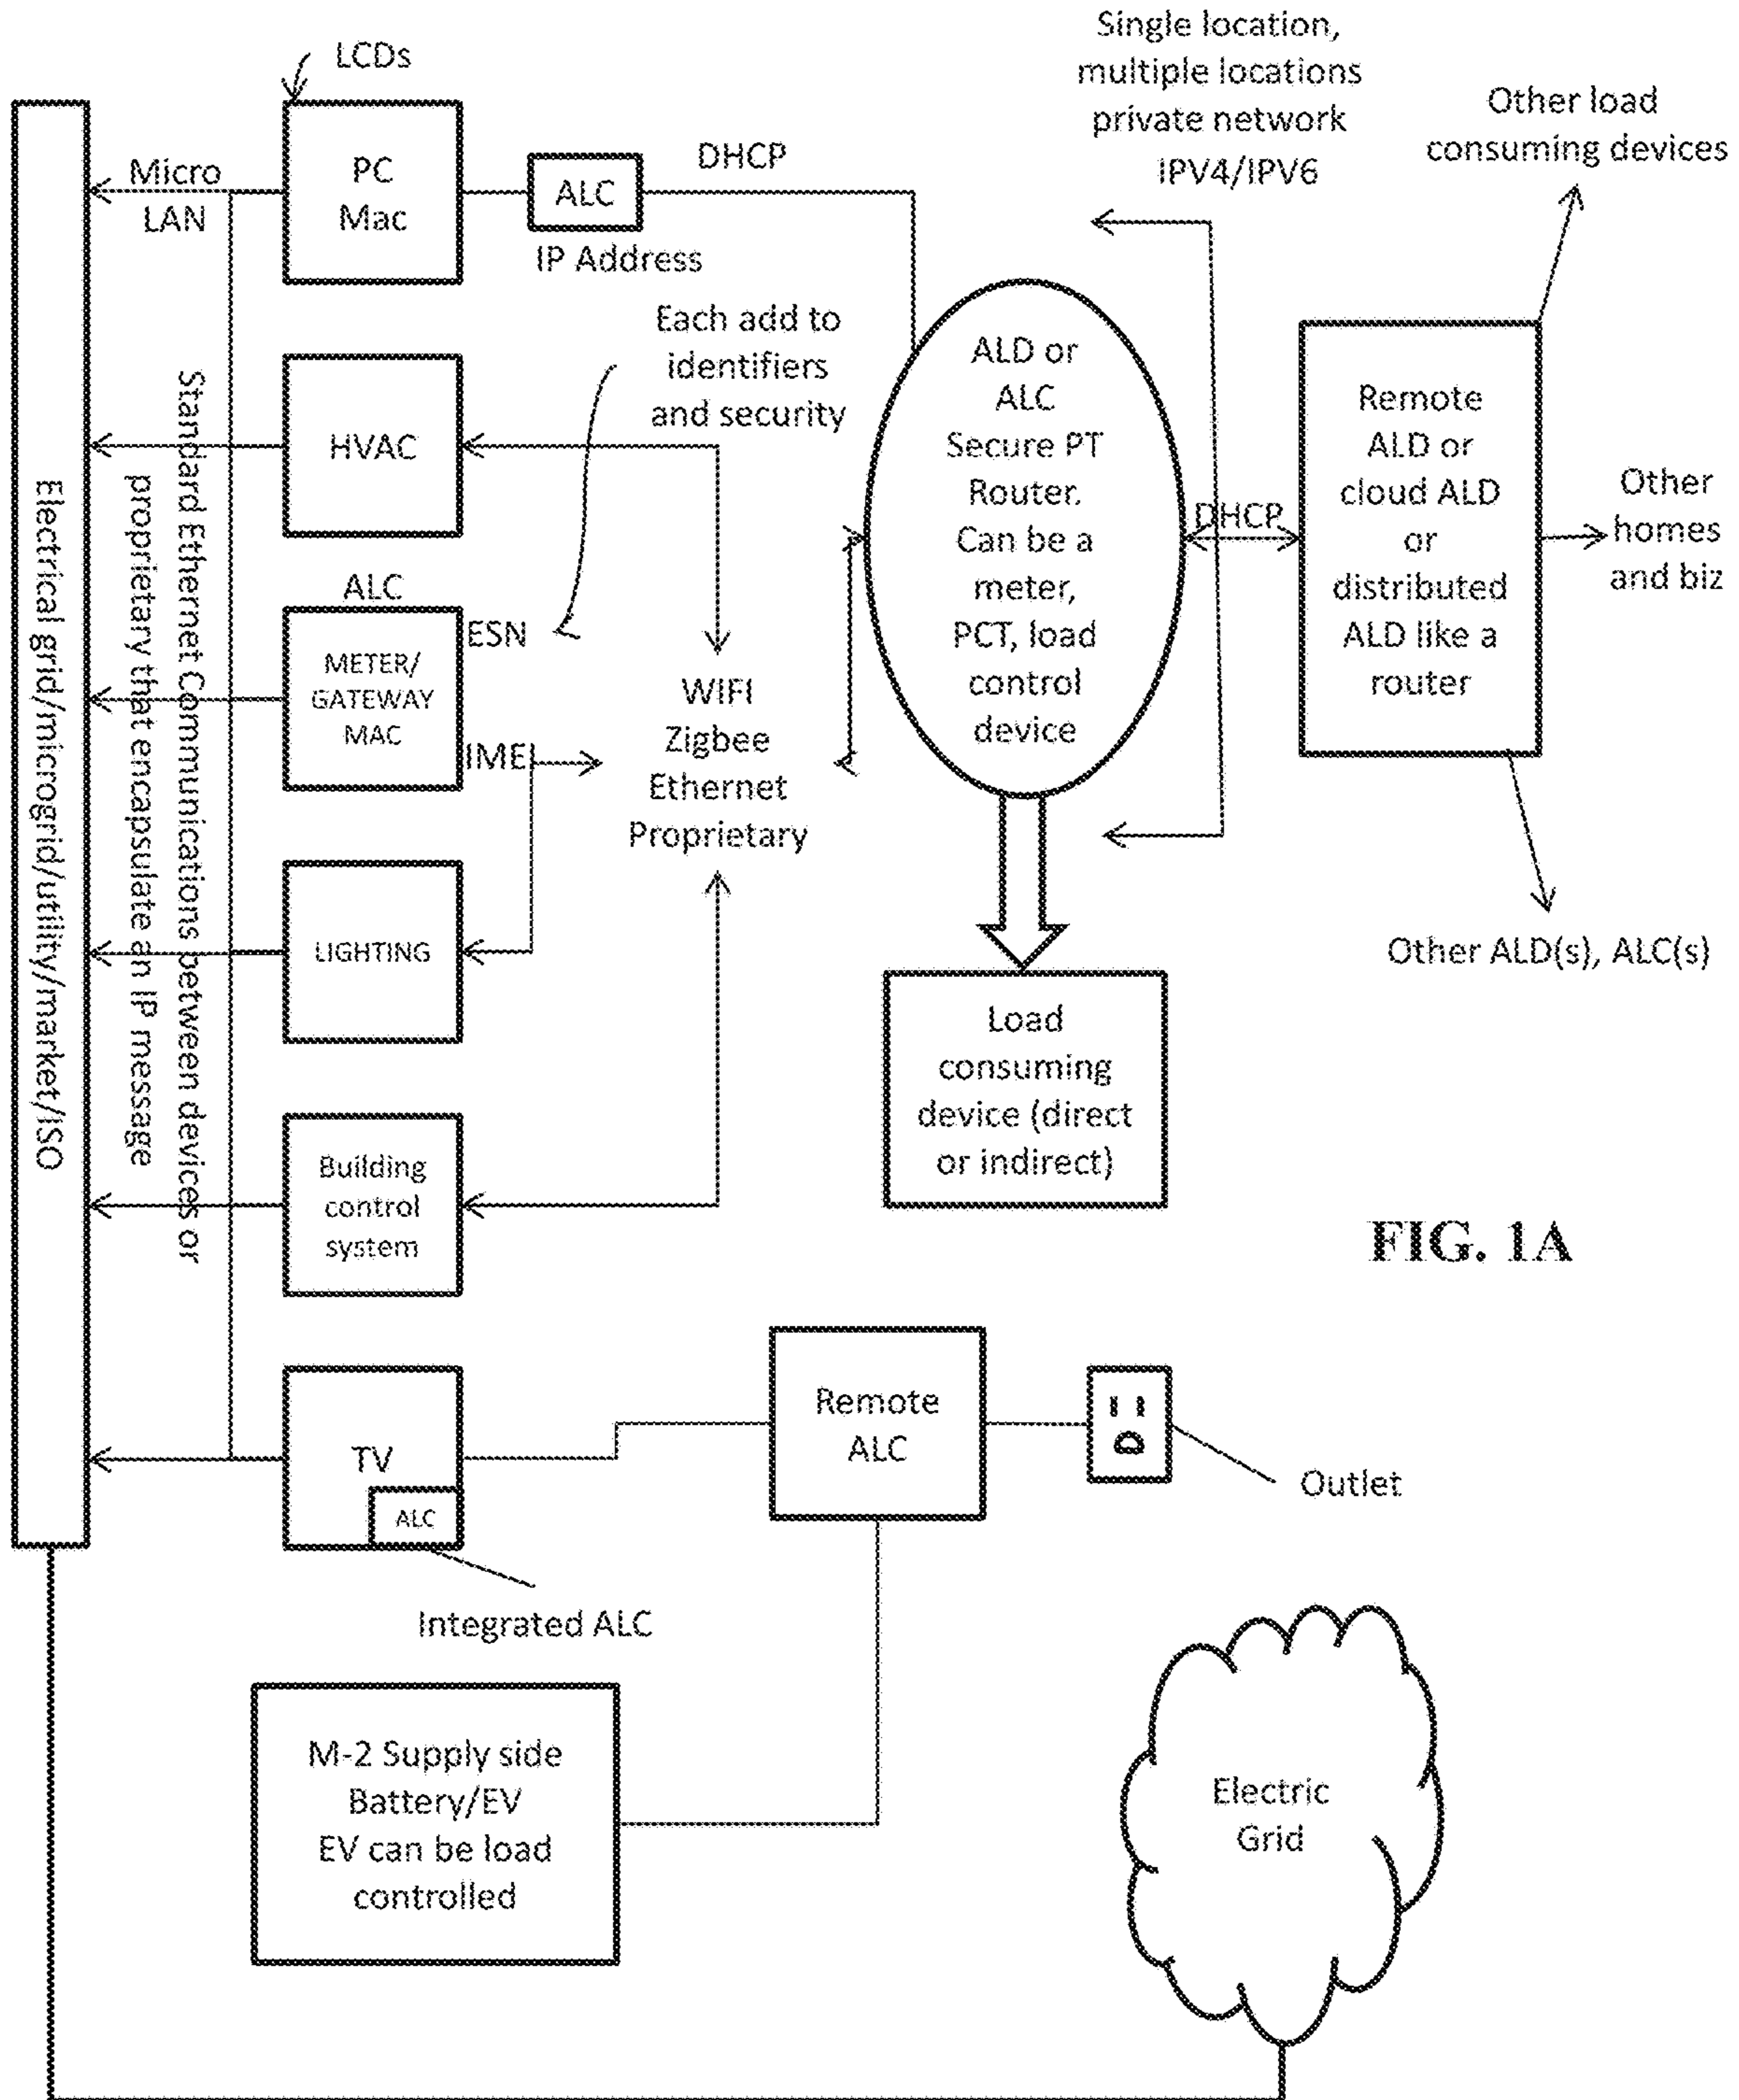 LCDs
Single location,
multiple locations
private network
IPV4/IPV6
Other load
consuming devices
Micro
LAN
PC
Mac
ALC
DHCP
IP Address
Each add to
identifiers
and security
HVAC
ALC
METER/
GATEWAY
MAC
ESN
IMEI
WIFI
Zigbee
Ethernet
Proprietary
ALD or
ALC
Secure PT
Router.
Can be a
meter,
PCT, load
control
device
DHCP
Remote
ALD or
cloud ALD
or
distributed
ALD like a
router
Other
homes
and biz
Other ALD(s), ALC(s)
Electrical grid/microgrid/utility/market/ISO
Standard Ethernet Communications between devices or
proprietary that encapsulate an IP message
LIGHTING
Load
consuming
device (direct
or indirect)
Building
control
system
FIG. 1A
TV
ALC
Remote
ALC
Outlet
Integrated ALC
M-2 Supply side
Battery/EV
EV can be load
controlled
Electric
Grid